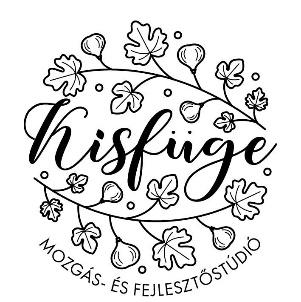 Kisfüge
MOZGÁS- ÉS FEJLESZTŐSTÚDIÓ